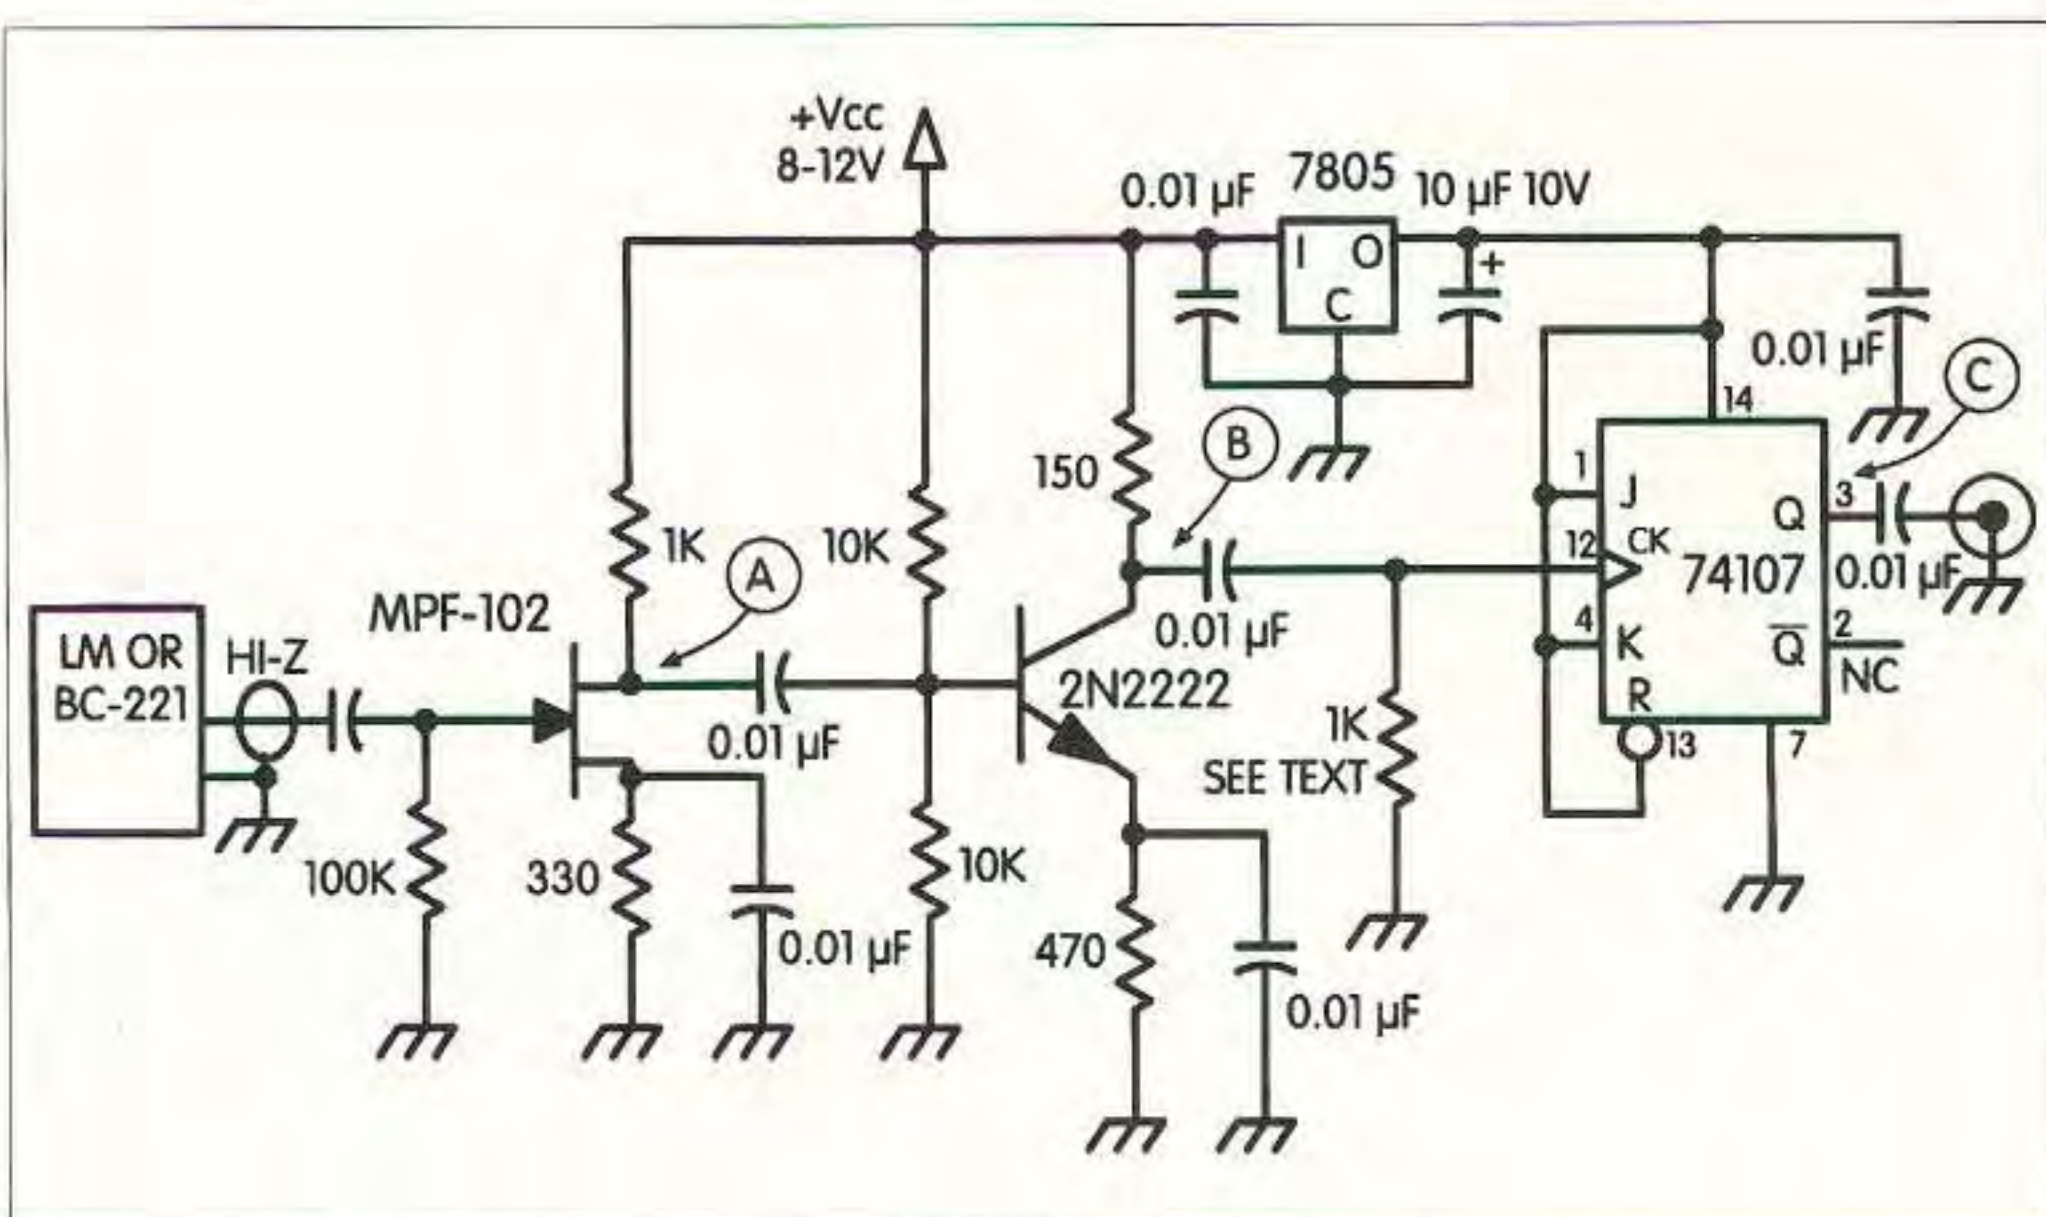 +Vcc
8-12V
0.01 µF
7805
10 µF 10V
I
O
C
+
0.01 µF
C
14
150
B
1
J
Q
3
1K
A
10K
12
CK
74107
0.01 µF
MPF-102
0.01 µF
4
K
Q̅
2
NC
LM OR
BC-221
HI-Z
2N2222
R
13
7
0.01 µF
1K
SEE TEXT
100K
330
10K
0.01 µF
470
0.01 µF